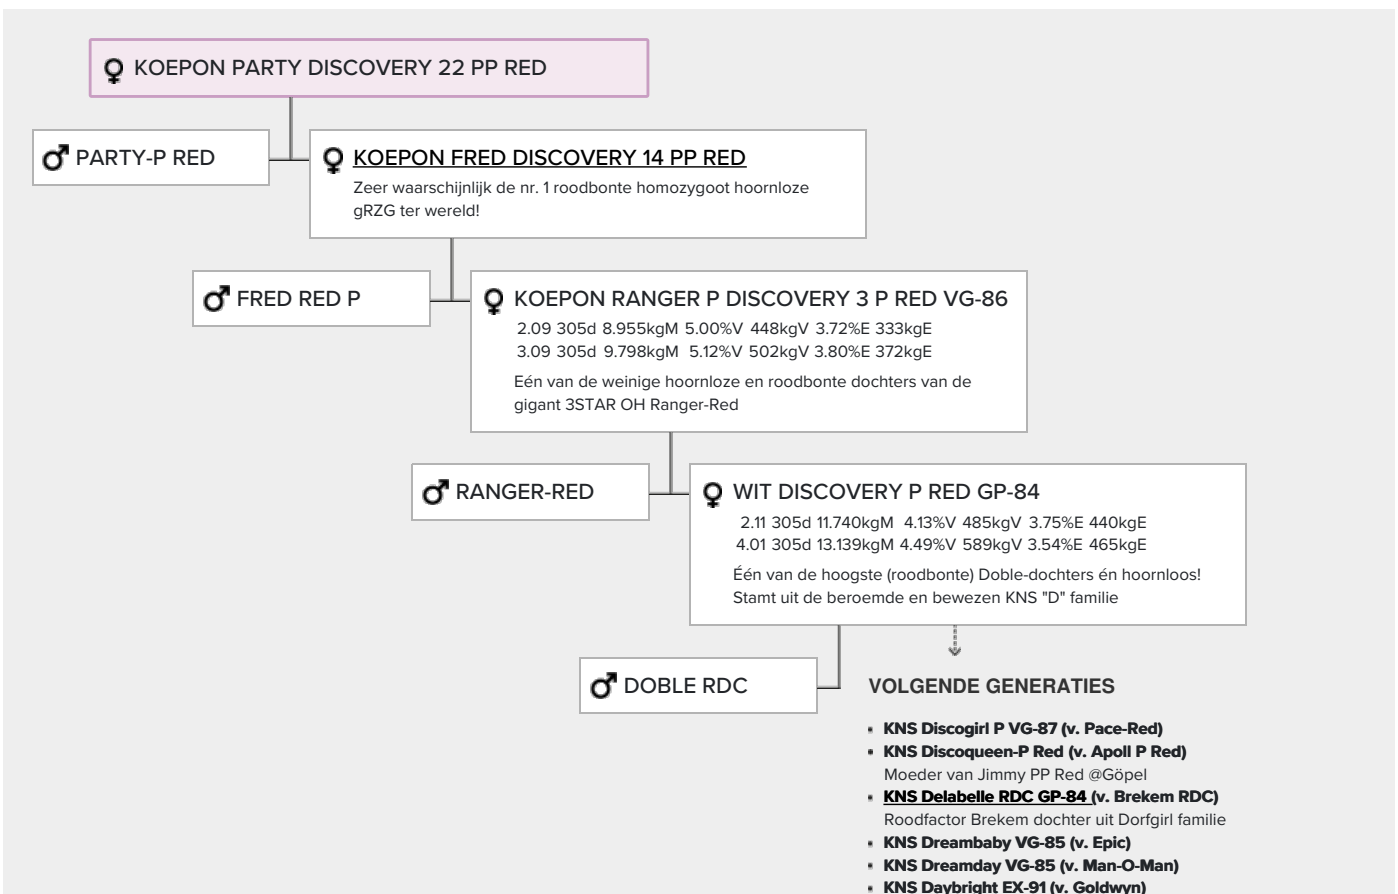 KOEPON PARTY DISCOVERY 22 PP RED
PARTY-P RED
KOEPON FRED DISCOVERY 14 PP RED
Zeer waarschijnlijk de nr. 1 roodbonte homozygoot hoornloze
gRZG ter wereld!
FRED RED P
KOEPON RANGER P DISCOVERY 3 P RED VG-86
2.09 305d 8.955kgM 5.00%V 448kgV 3.72%E 333kgE
3.09 305d 9.798kgM 5.12%V 502kgV 3.80%E 372kgE
Eén van de weinige hoornloze en roodbonte dochters van de
gigant 3STAR OH Ranger-Red
RANGER-RED
WIT DISCOVERY P RED GP-84
2.11 305d 11.740kgM 4.13%V 485kgV 3.75%E 440kgE
4.01 305d 13.139kgM 4.49%V 589kgV 3.54%E 465kgE
Één van de hoogste (roodbonte) Doble-dochters én hoornloos!
Stamt uit de beroemde en bewezen KNS "D" familie
DOBLE RDC
VOLGENDE GENERATIES
KNS Discogirl P VG-87 (v. Pace-Red)
KNS Discoqueen-P Red (v. Apoll P Red)
Moeder van Jimmy PP Red @Göpel
KNS Delabelle RDC GP-84 (v. Brekem RDC)
Roodfactor Brekem dochter uit Dorfgirl familie
KNS Dreambaby VG-85 (v. Epic)
KNS Dreamday VG-85 (v. Man-O-Man)
KNS Daybright EX-91 (v. Goldwyn)